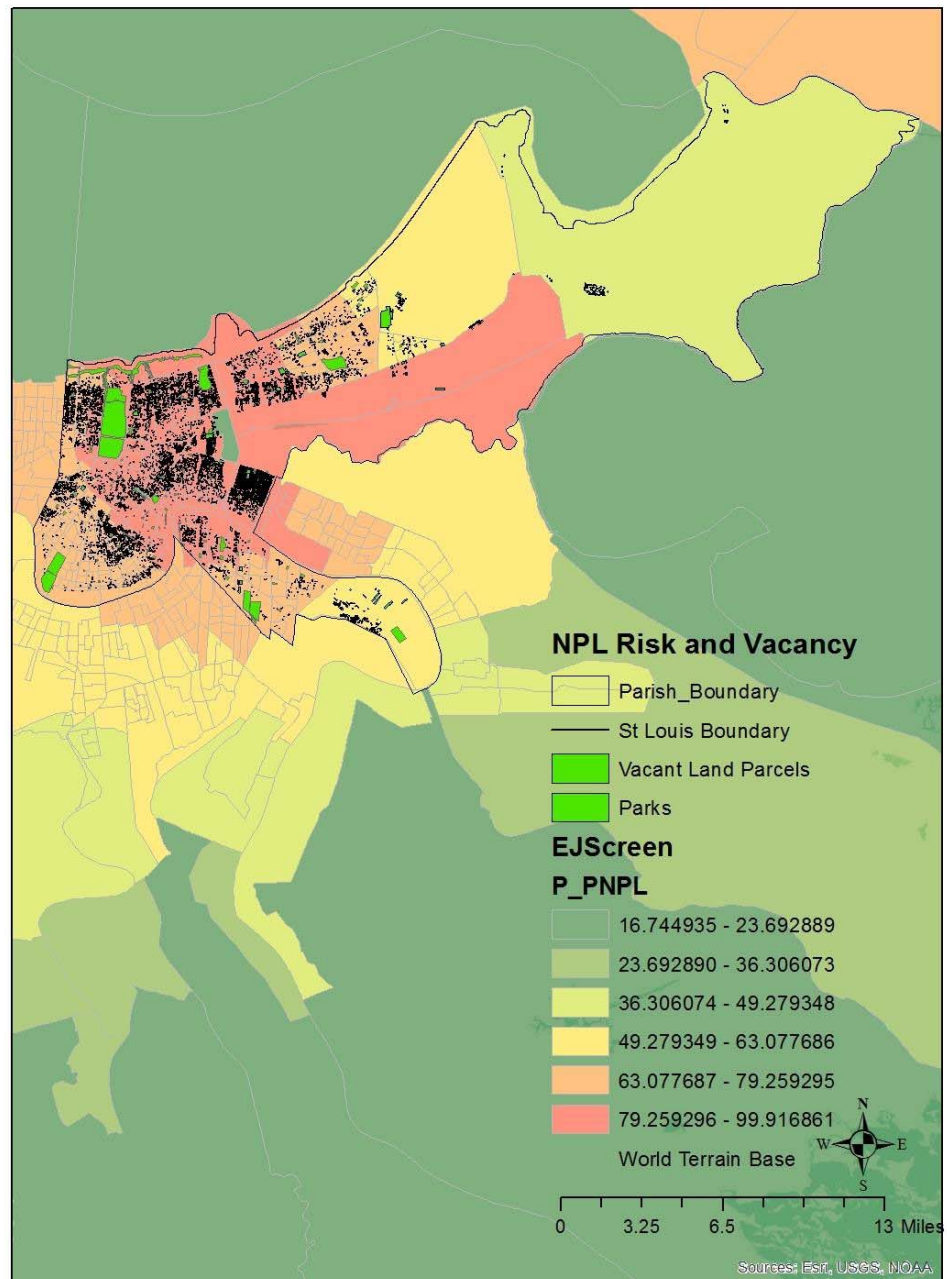 NPL Risk and Vacancy
Parish_Boundary
St Louis Boundary
Vacant Land Parcels
Parks
EJScreen
P_PNPL
16.744935 - 23.692889
23.692890 - 36.306073
36.306074 - 49.279348
49.279349 - 63.077686
63.077687 - 79.259295
79.259296 - 99.916861
World Terrain Base
N
W
E
S
0 3.25 6.5 13 Miles
Sources: Esri, USGS, NOAA